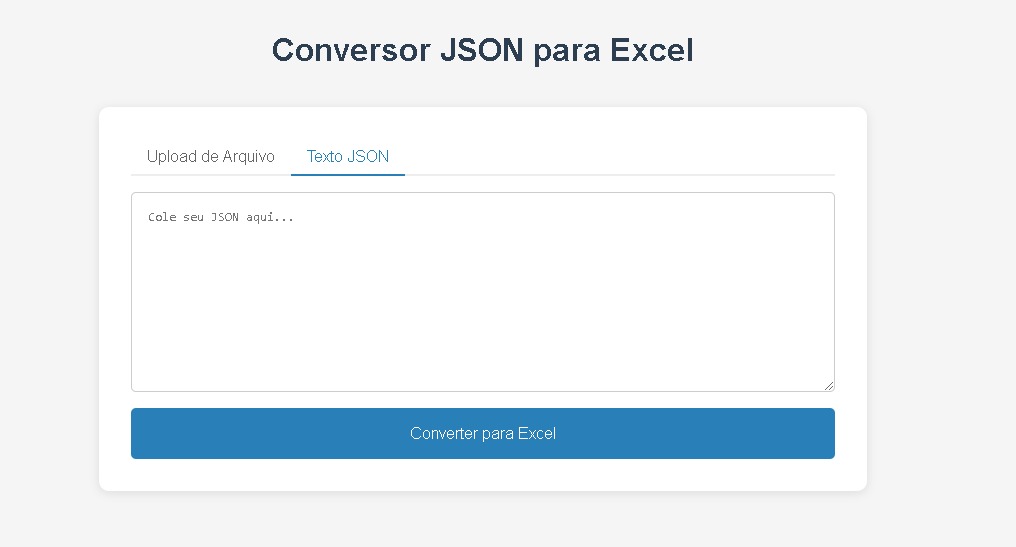 Conversor JSON para Excel
Upload de Arquivo
Texto JSON
Cole seu JSON aqui...
Converter para Excel